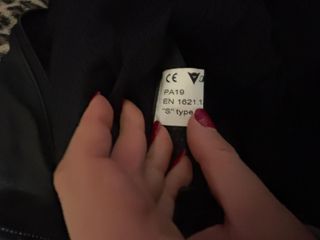 CE
PA19
EN 1621.1
"S" type